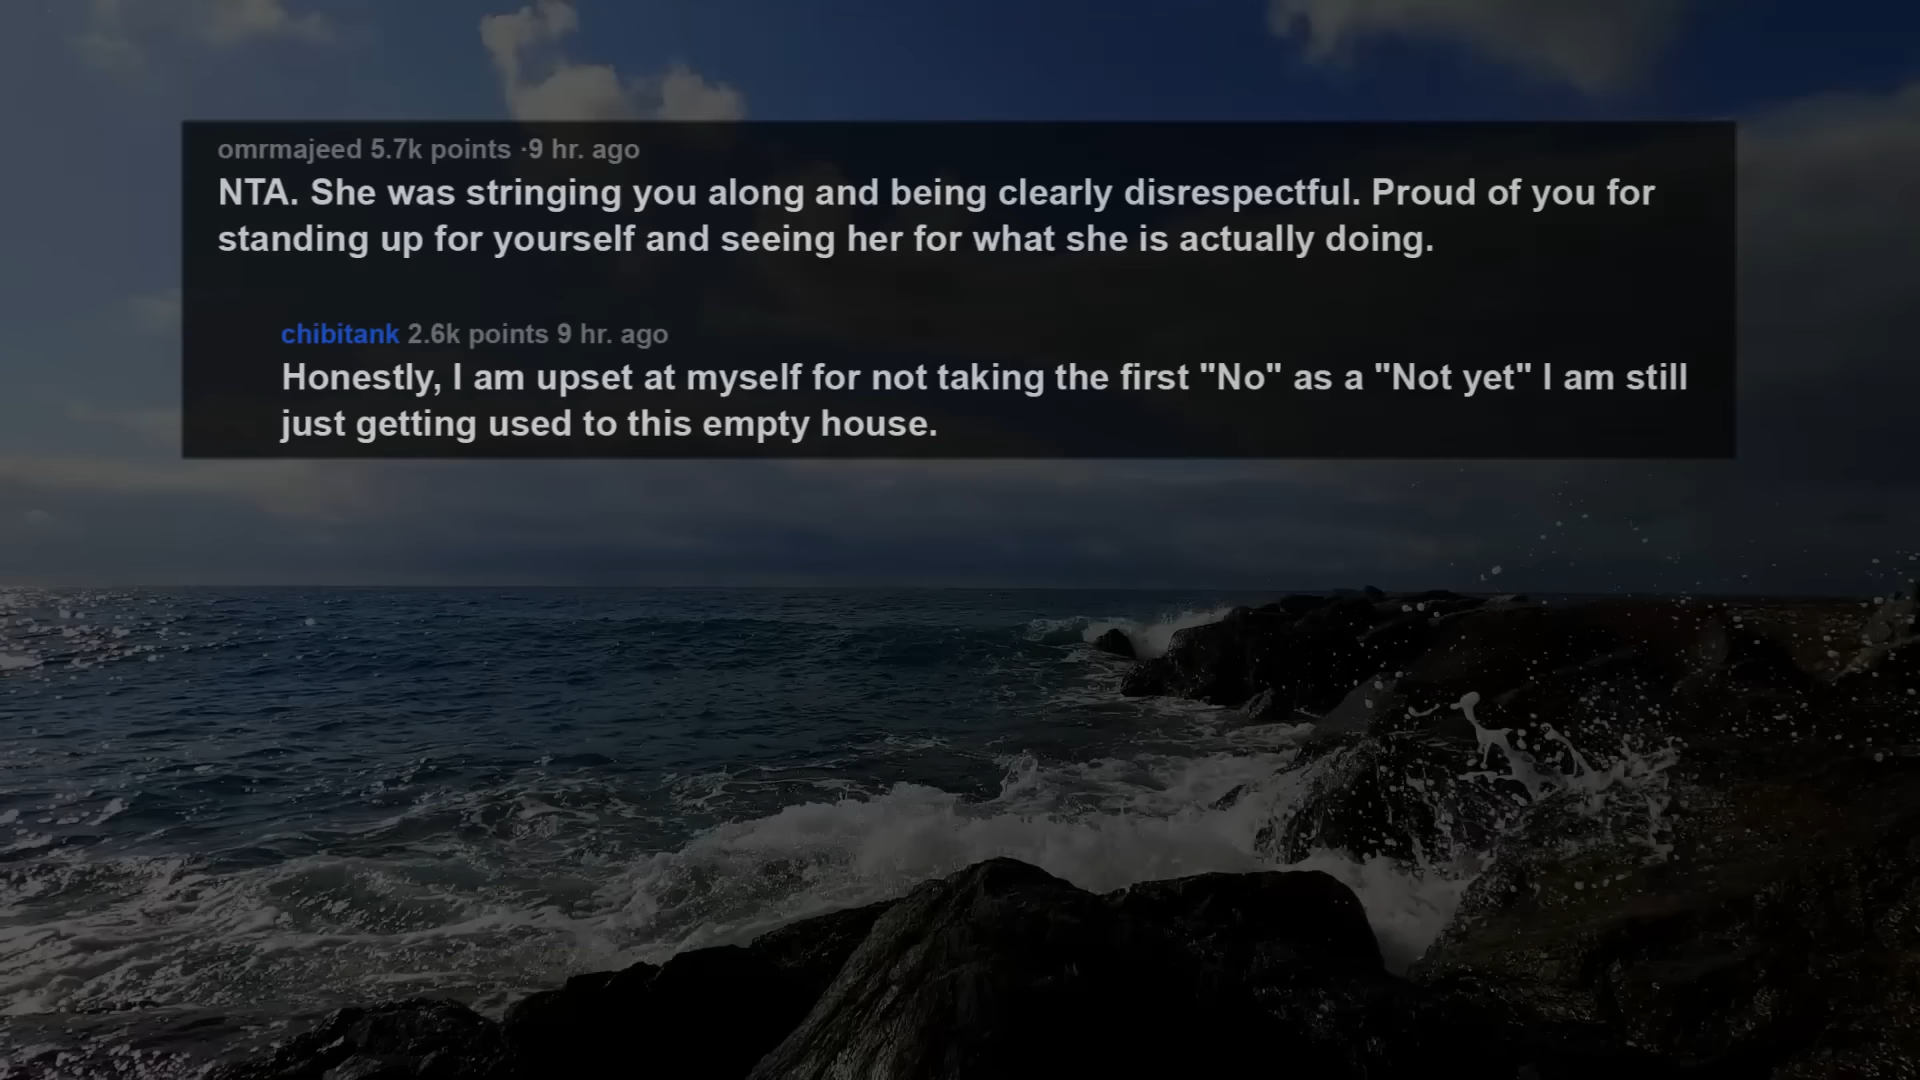 omrmajeed 5.7k points ·9 hr. ago
NTA. She was stringing you along and being clearly disrespectful. Proud of you for
standing up for yourself and seeing her for what she is actually doing.
chibitank 2.6k points 9 hr. ago
Honestly, I am upset at myself for not taking the first "No" as a "Not yet" I am still
just getting used to this empty house.